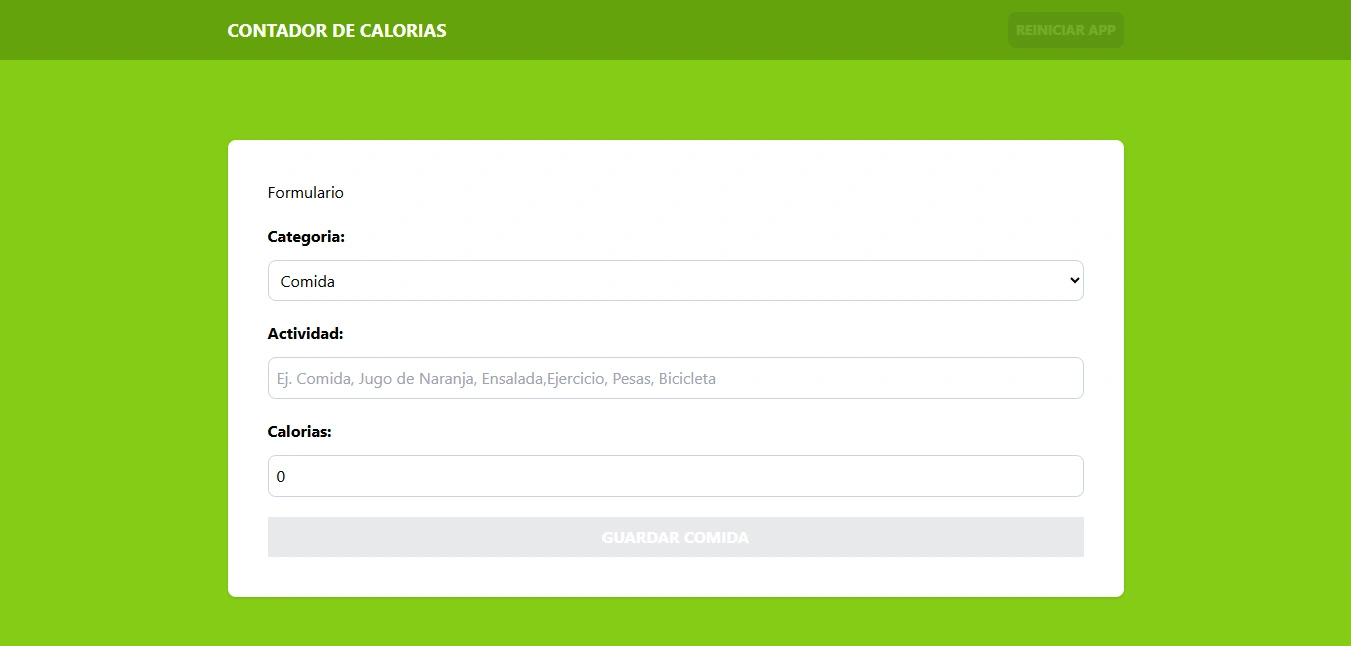 CONTADOR DE CALORIAS
REINICIAR APP
Formulario
Categoria:
Comida
Actividad:
Ej. Comida, Jugo de Naranja, Ensalada,Ejercicio, Pesas, Bicicleta
Calorias:
0
GUARDAR COMIDA